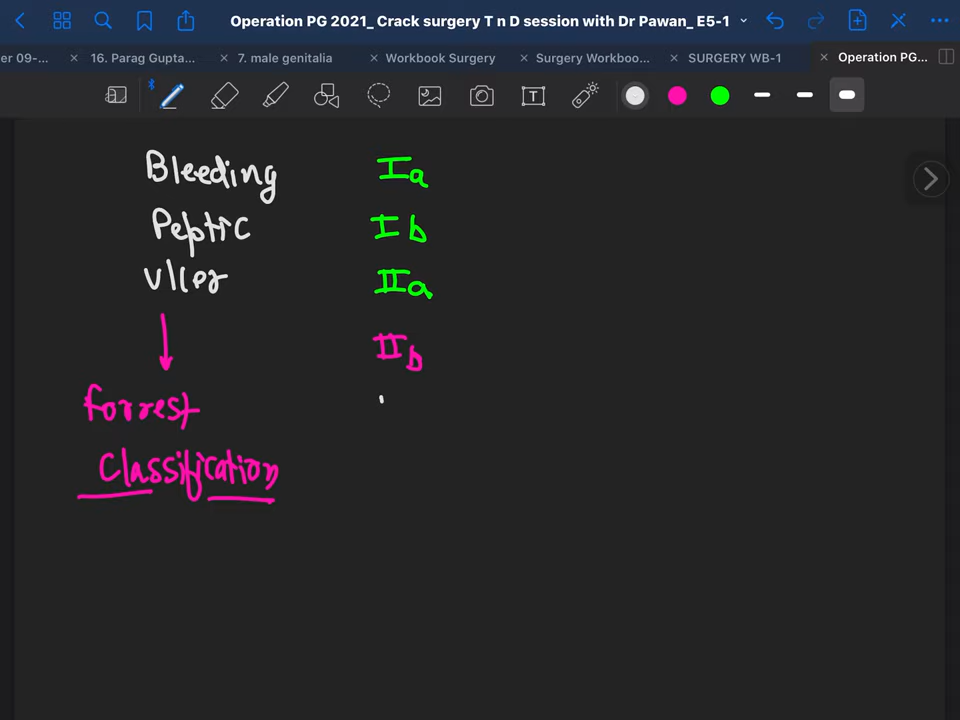 Operation PG 2021_ Crack surgery T n D session with Dr Pawan_ E5-1
er 09-... 16. Parag Gupta... 7. male genitalia Workbook Surgery Surgery Workboo... SURGERY WB-1 Operation PG...
T
Bleeding Ia
Peptic Ib
Ulcer IIa
IIb
forrest
Classification